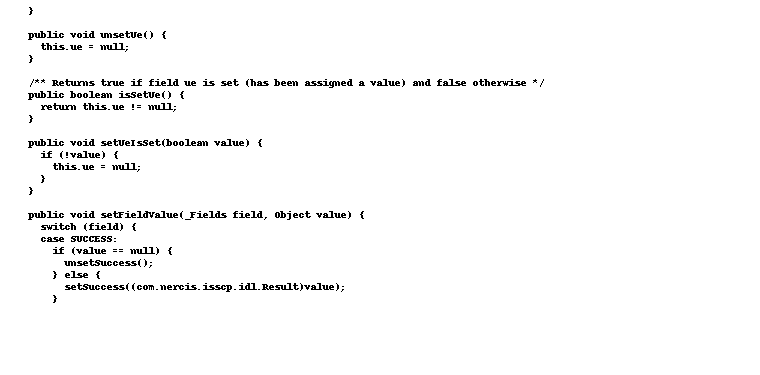 }

public void unsetUe() {
  this.ue = null;
}

/** Returns true if field ue is set (has been assigned a value) and false otherwise */
public boolean isSetUe() {
  return this.ue != null;
}

public void setUeIsSet(boolean value) {
  if (!value) {
    this.ue = null;
  }
}

public void setFieldValue(_Fields field, Object value) {
  switch (field) {
  case SUCCESS:
    if (value == null) {
      unsetSuccess();
    } else {
      setSuccess((com.nercis.isscp.idl.Result)value);
    }